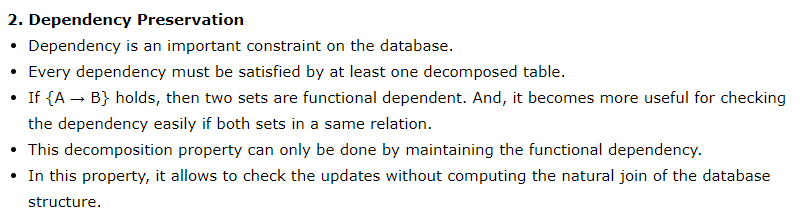 2. Dependency Preservation
• Dependency is an important constraint on the database.
• Every dependency must be satisfied by at least one decomposed table.
• If {A → B} holds, then two sets are functional dependent. And, it becomes more useful for checking
the dependency easily if both sets in a same relation.
• This decomposition property can only be done by maintaining the functional dependency.
• In this property, it allows to check the updates without computing the natural join of the database
structure.